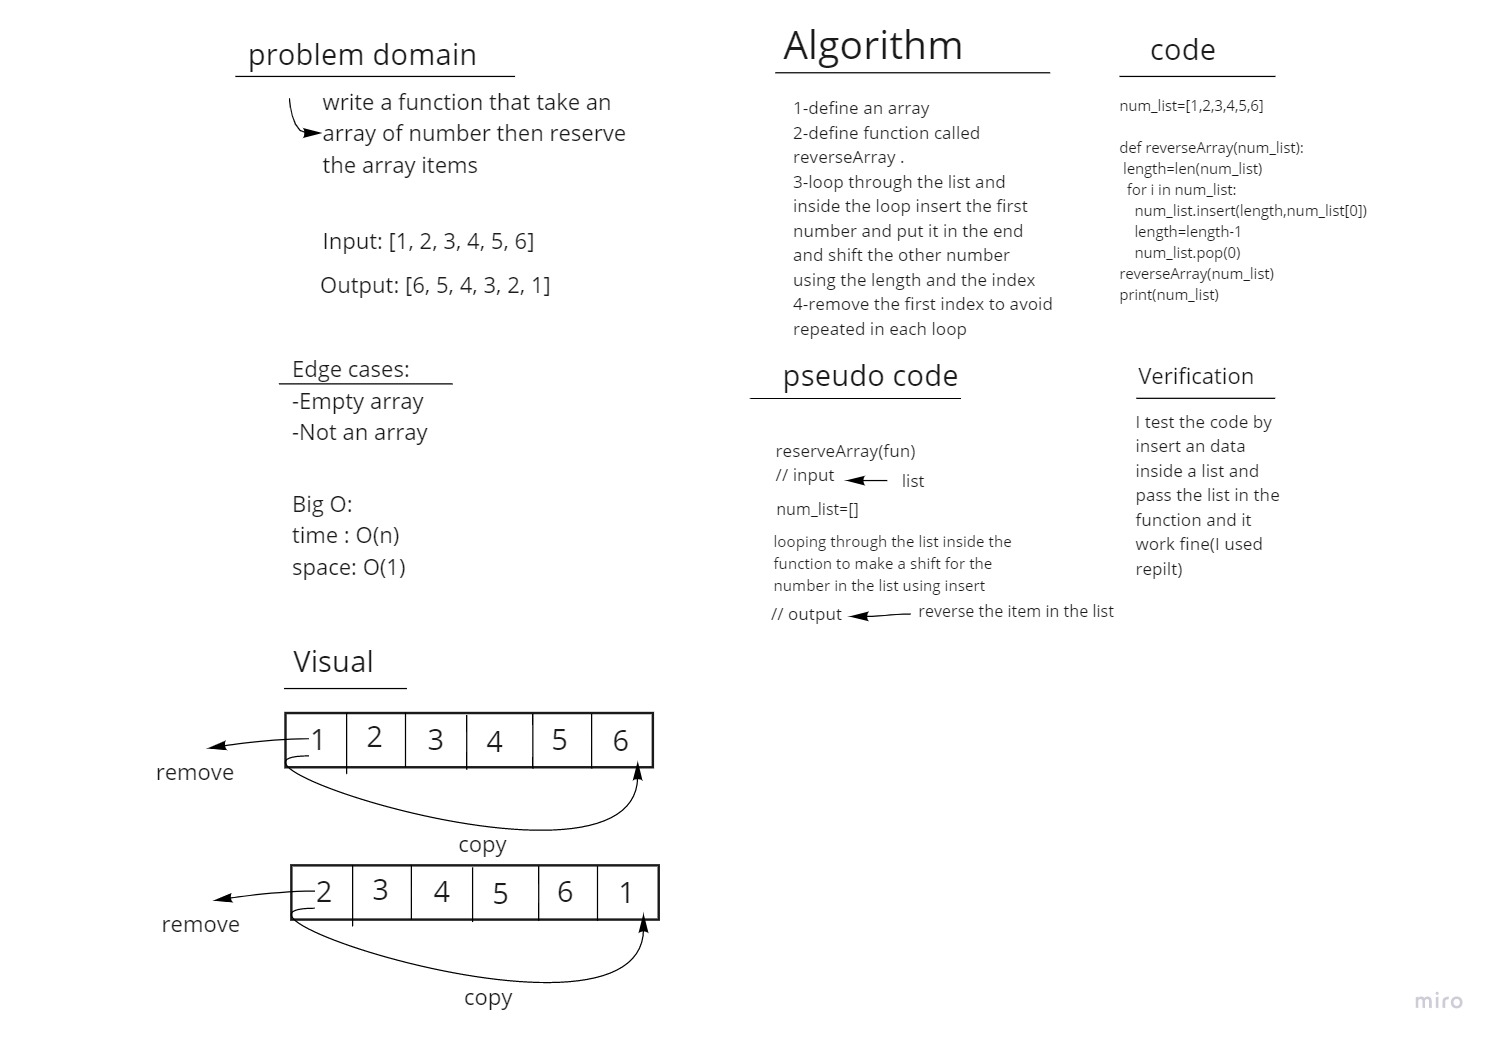 problem domain
write a function that take an
array of number then reserve
the array items
Input: [1, 2, 3, 4, 5, 6]
Output: [6, 5, 4, 3, 2, 1]
Edge cases:
-Empty array
-Not an array
Big O:
time : O(n)
space: O(1)
Visual
1 2 3 4 5 6
remove
copy
2 3 4 5 6 1
remove
copy
Algorithm
1-define an array
2-define function called
reverseArray .
3-loop through the list and
inside the loop insert the first
number and put it in the end
and shift the other number
using the length and the index
4-remove the first index to avoid
repeated in each loop
pseudo code
reserveArray(fun)
// input list
num_list=[]
looping through the list inside the
function to make a shift for the
number in the list using insert
// output reverse the item in the list
code
num_list=[1,2,3,4,5,6]
def reverseArray(num_list):
length=len(num_list)
for i in num_list:
num_list.insert(length,num_list[0])
length=length-1
num_list.pop(0)
reverseArray(num_list)
print(num_list)
Verification
I test the code by
insert an data
inside a list and
pass the list in the
function and it
work fine(I used
repilt)
miro